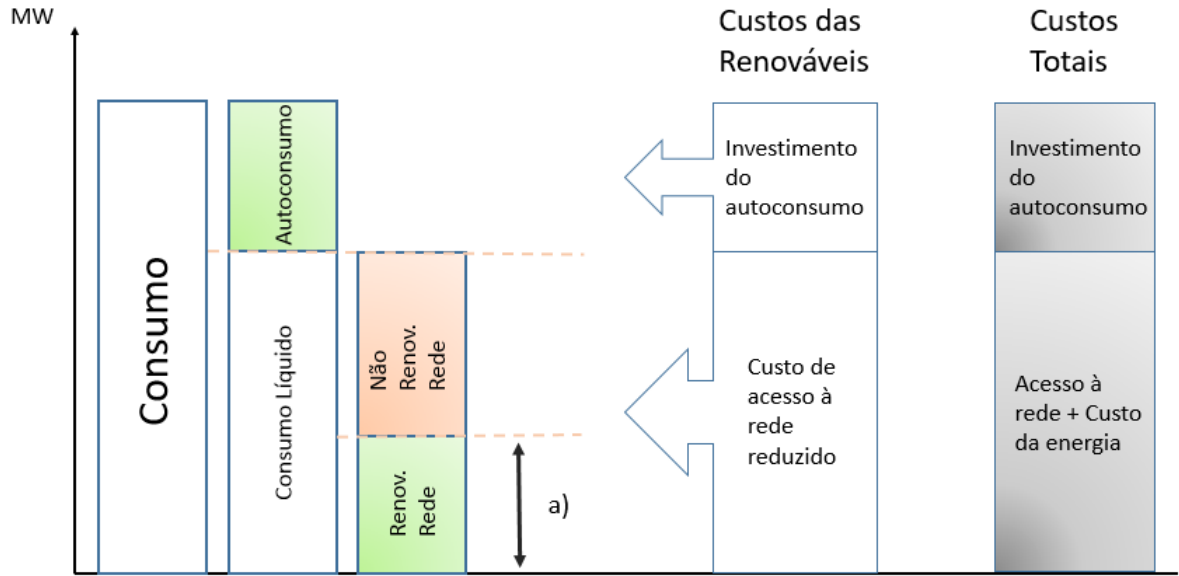 MW
Custos das
Renováveis
Custos
Totais
Consumo
Autoconsumo
Consumo Líquido
Não
Renov.
Rede
Renov.
Rede
a)
Investimento
do
autoconsumo
Custo de
acesso à
rede
reduzido
Investimento
do
autoconsumo
Acesso à
rede + Custo
da energia